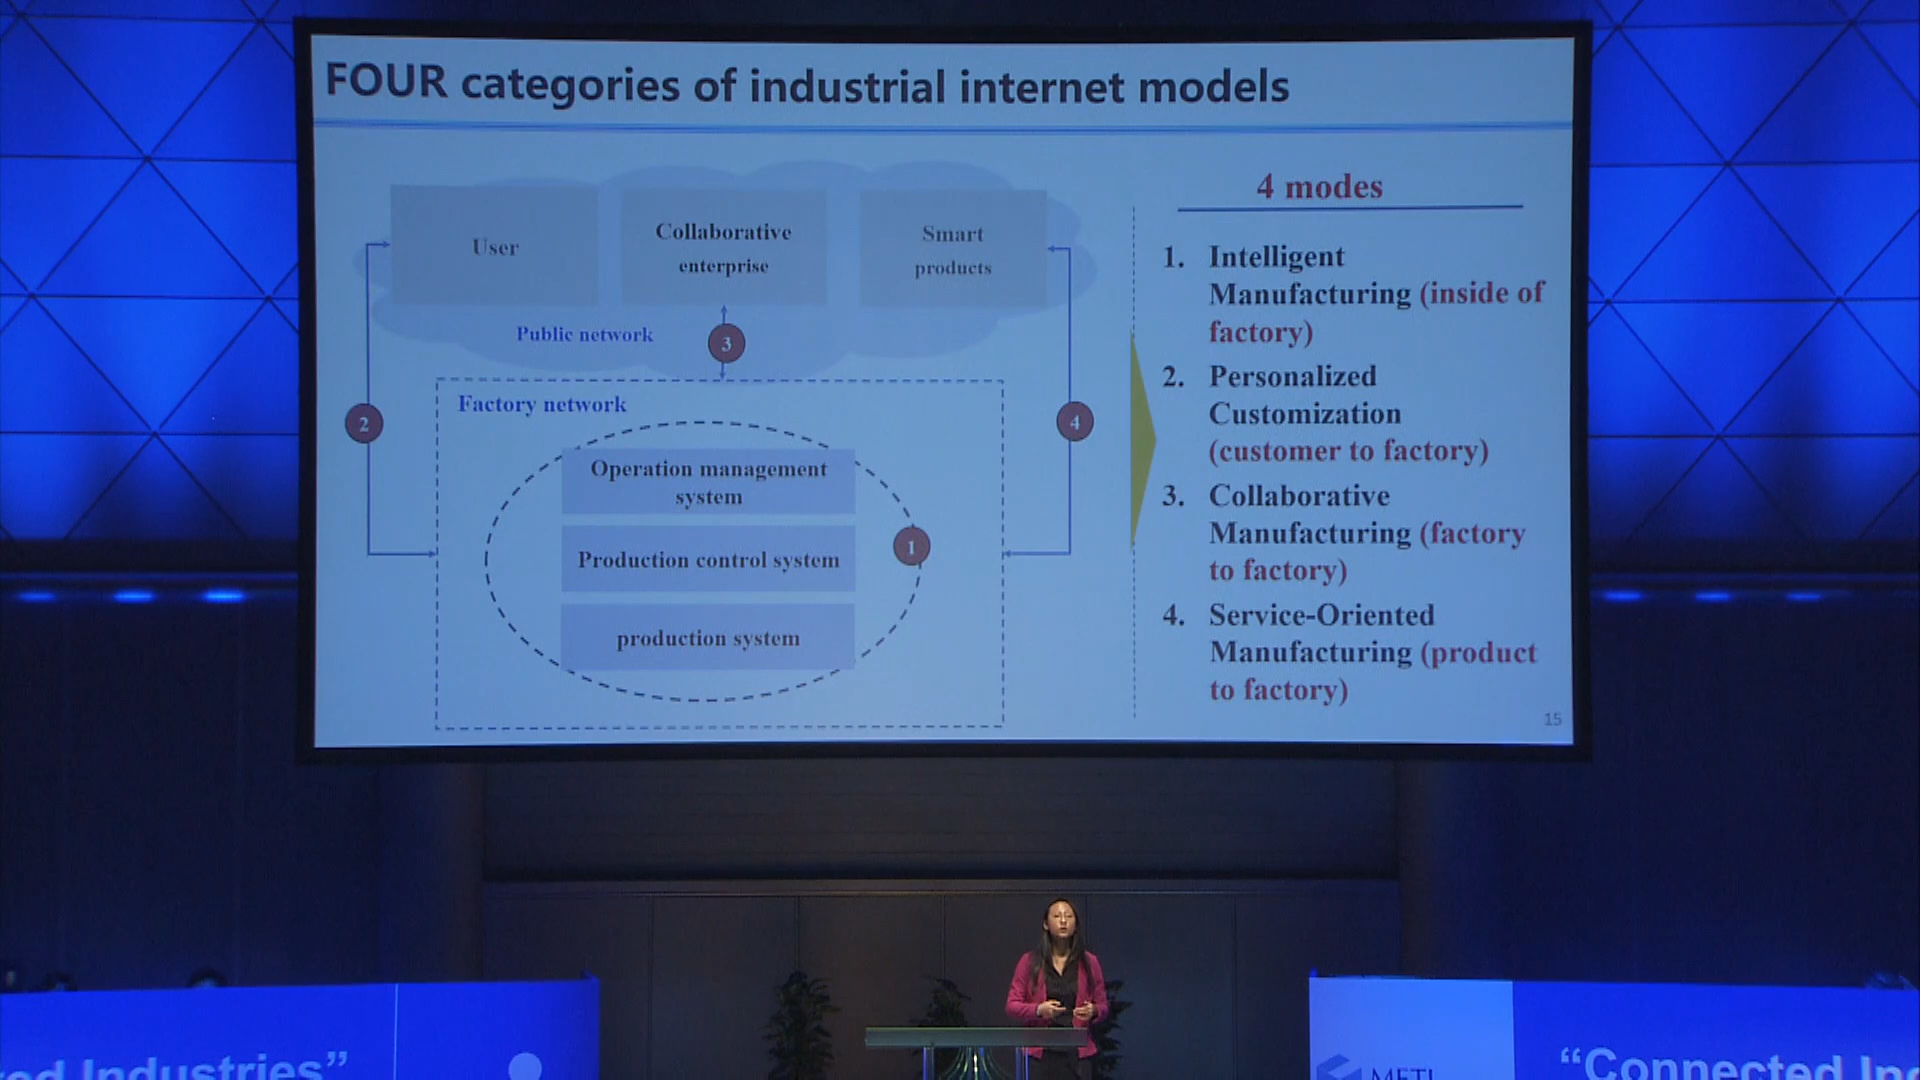 FOUR categories of industrial internet models
User
Collaborative
enterprise
Smart
products
Public network
3
2
4
Factory network
Operation management
system
Production control system
1
production system
4 modes
1. Intelligent
Manufacturing (inside of
factory)
2. Personalized
Customization
(customer to factory)
3. Collaborative
Manufacturing (factory
to factory)
4. Service-Oriented
Manufacturing (product
to factory)
15
ed Industries”
METI
“Connected Ind